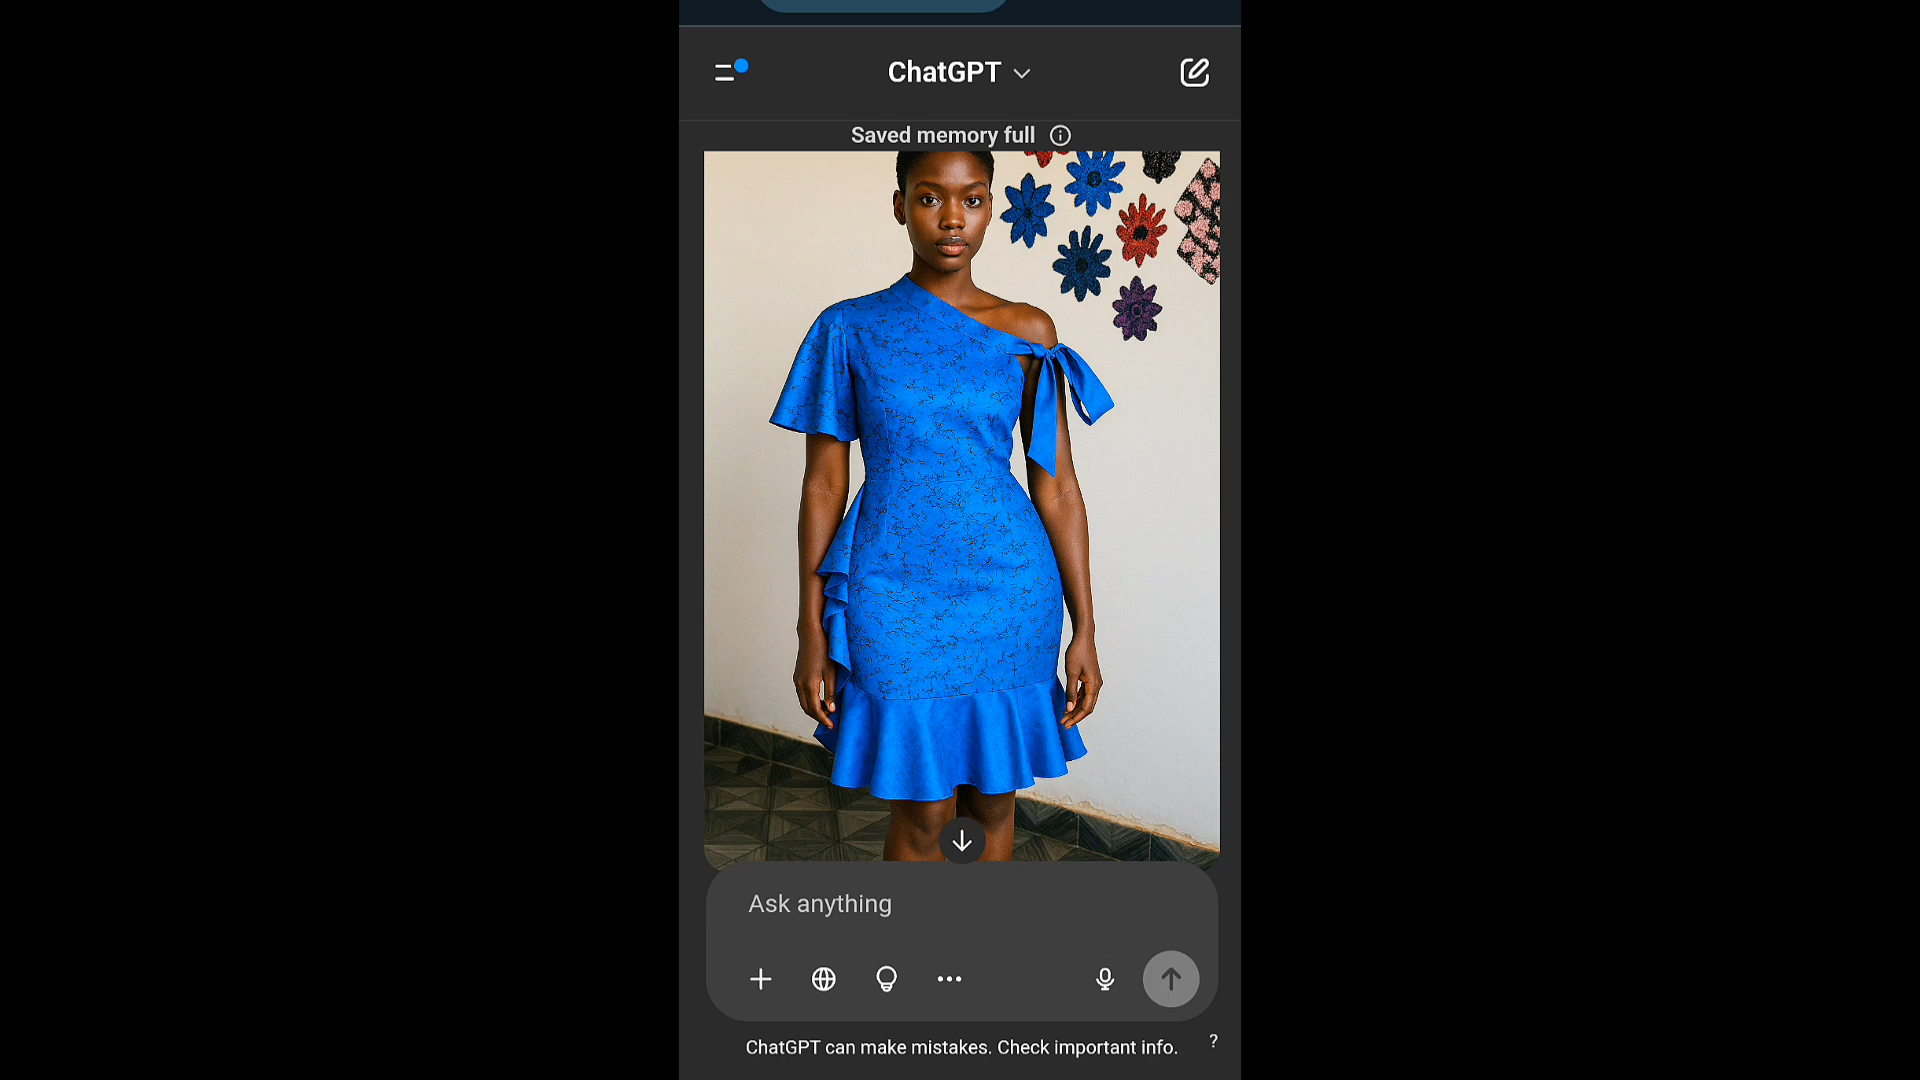 ChatGPT
Saved memory full
Ask anything
ChatGPT can make mistakes. Check important info.
?